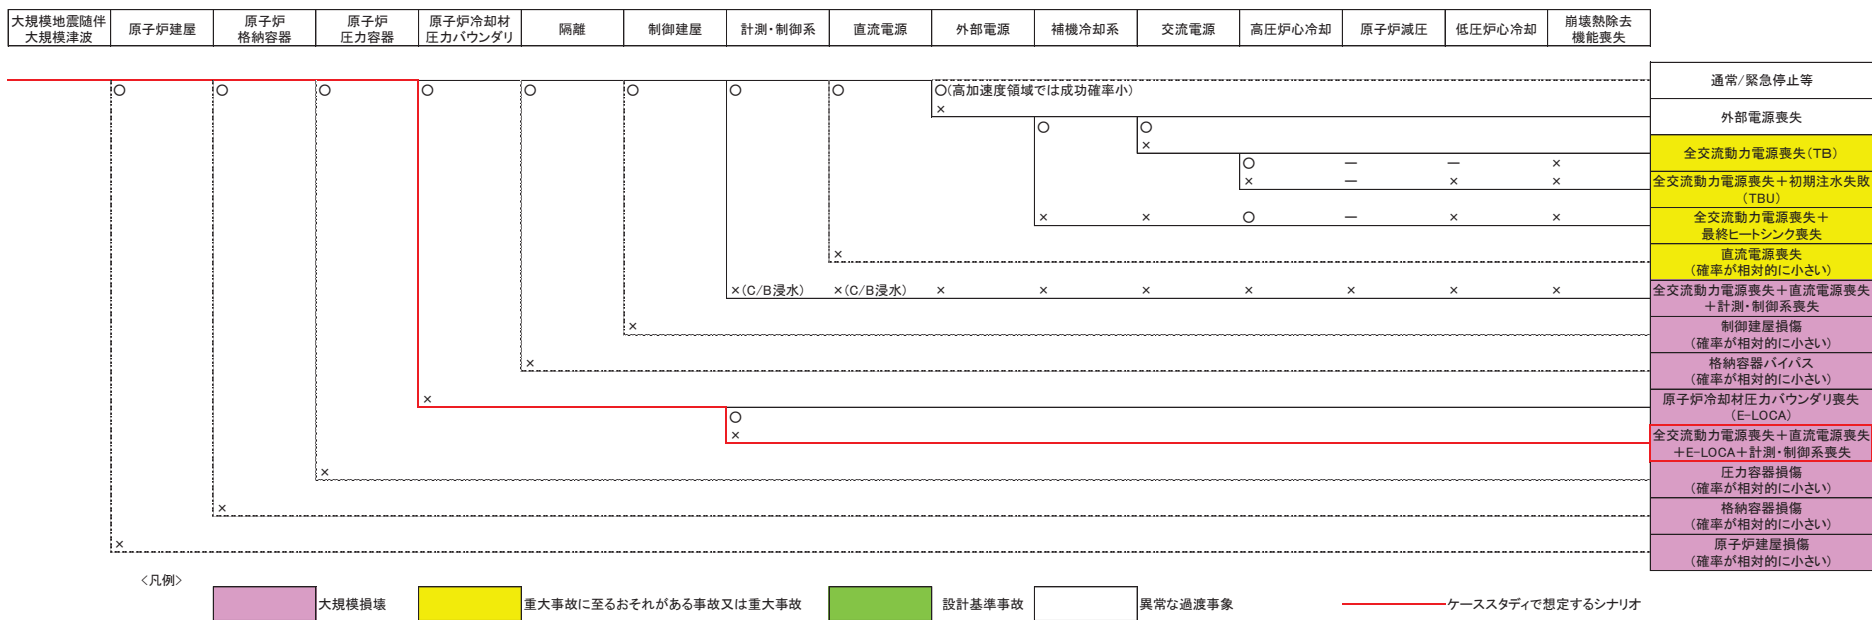 大規模地震随伴
大規模津波
原子炉建屋
原子炉
格納容器
原子炉
圧力容器
原子炉冷却材
圧力バウンダリ
隔離
制御建屋
計測・制御系
直流電源
外部電源
補機冷却系
交流電源
高圧炉心冷却
原子炉減圧
低圧炉心冷却
崩壊熱除去
機能喪失
通常/緊急停止等
○ ○ ○ ○ ○ ○ ○ ○ ○(高加速度領域では成功確率小)
×
外部電源喪失
○ ○
×
全交流動力電源喪失(TB)
○ － － ×
× － × ×
全交流動力電源喪失＋初期注水失敗
(TBU)
× × ○ － × ×
全交流動力電源喪失＋
最終ヒートシンク喪失
×
直流電源喪失
(確率が相対的に小さい)
×(C/B浸水) ×(C/B浸水) × × × × × × ×
全交流動力電源喪失＋直流電源喪失
＋計測・制御系喪失
×
制御建屋損傷
(確率が相対的に小さい)
×
格納容器バイパス
(確率が相対的に小さい)
×
原子炉冷却材圧力バウンダリ喪失
(E-LOCA)
○
×
全交流動力電源喪失＋直流電源喪失
＋E-LOCA＋計測・制御系喪失
×
圧力容器損傷
(確率が相対的に小さい)
×
格納容器損傷
(確率が相対的に小さい)
×
原子炉建屋損傷
(確率が相対的に小さい)
<凡例>
大規模損壊
重大事故に至るおそれがある事故又は重大事故
設計基準事故
異常な過渡事象
ケーススタディで想定するシナリオ